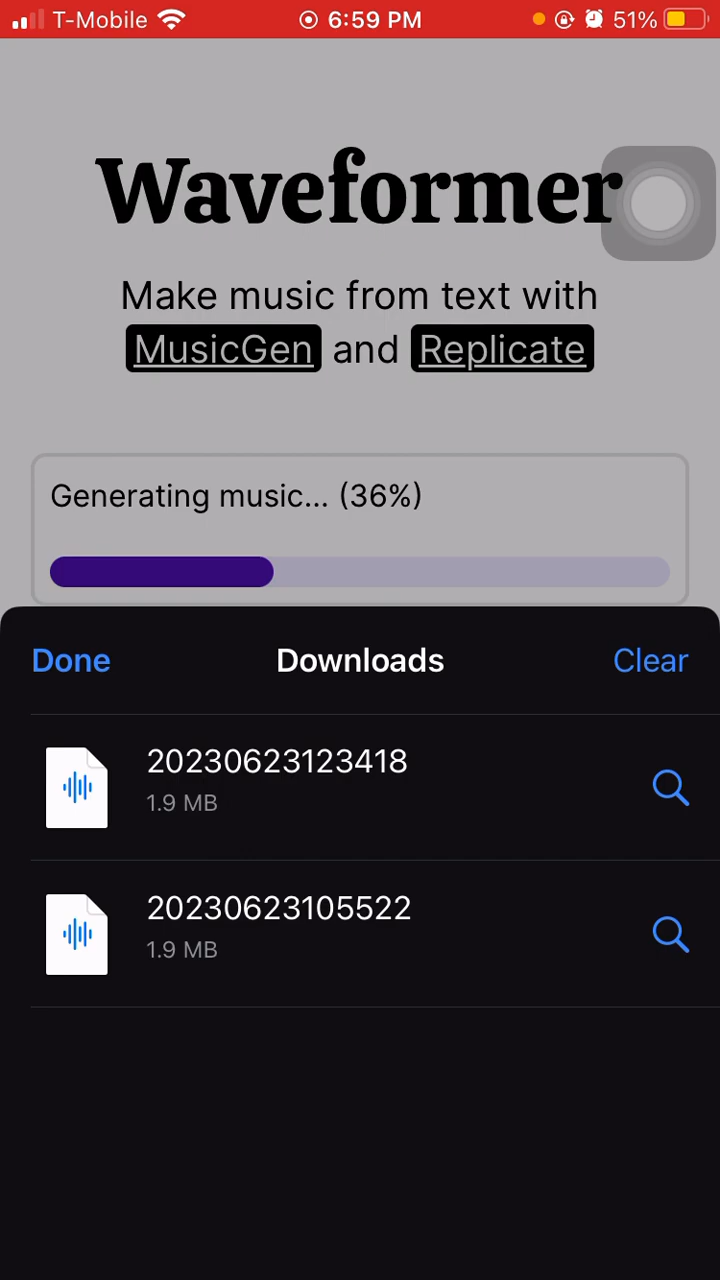 T-Mobile 6:59 PM 51%
Waveformer
Make music from text with
MusicGen and Replicate
Generating music... (36%)
Done Downloads Clear
20230623123418
1.9 MB
20230623105522
1.9 MB